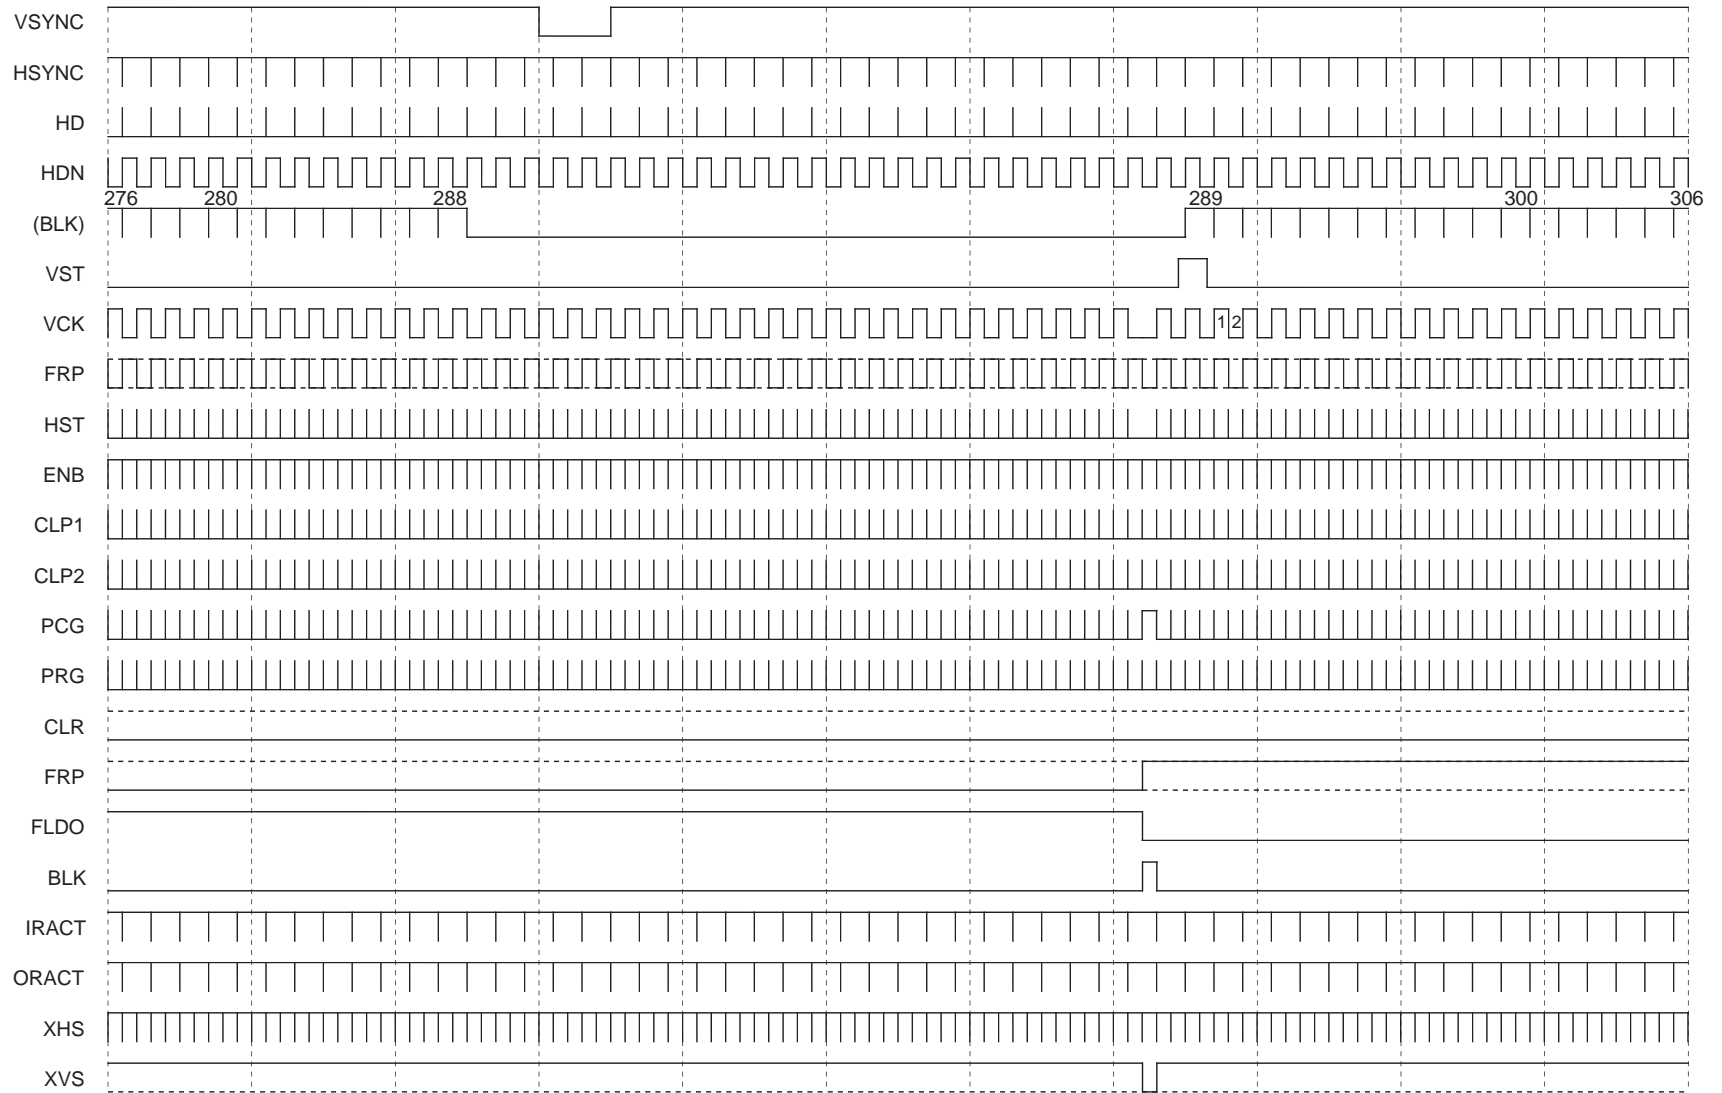 VSYNC
HSYNC
HD
HDN
276 280 288 289 300 306
(BLK)
VST
VCK 1 2
FRP
HST
ENB
CLP1
CLP2
PCG
PRG
CLR
FRP
FLDO
BLK
IRACT
ORACT
XHS
XVS